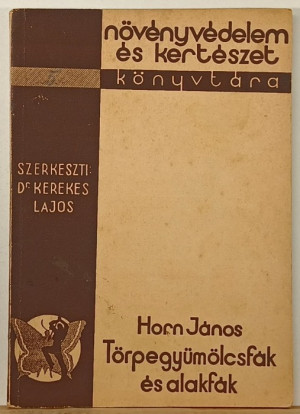 növényvédelem
és kertészet
könyvtára
SZERKESZTI:
Dr KEREKES
LAJOS
Horn János
Törpegyümölcsfák
és alakfák